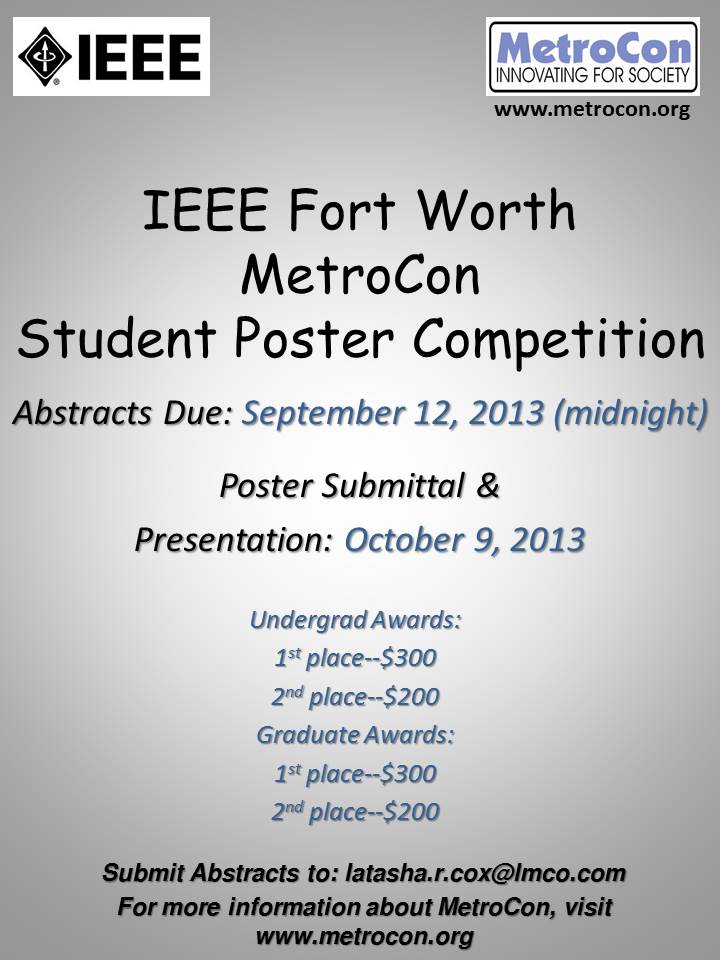 IEEE
MetroCon
INNOVATING FOR SOCIETY
www.metrocon.org
IEEE Fort Worth
MetroCon
Student Poster Competition
Abstracts Due: September 12, 2013 (midnight)
Poster Submittal &
Presentation: October 9, 2013
Undergrad Awards:
1st place--$300
2nd place--$200
Graduate Awards:
1st place--$300
2nd place--$200
Submit Abstracts to: latasha.r.cox@lmco.com
For more information about MetroCon, visit
www.metrocon.org